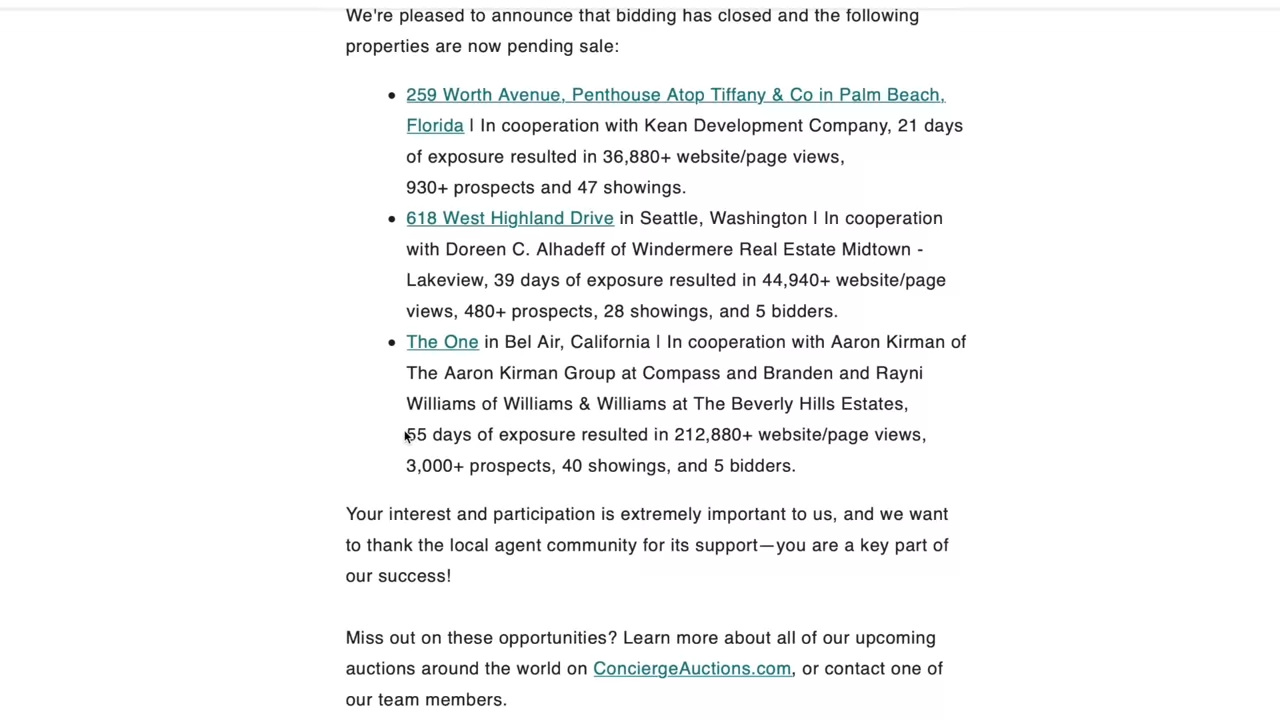 We're pleased to announce that bidding has closed and the following
properties are now pending sale:
• 259 Worth Avenue, Penthouse Atop Tiffany & Co in Palm Beach,
Florida | In cooperation with Kean Development Company, 21 days
of exposure resulted in 36,880+ website/page views,
930+ prospects and 47 showings.
• 618 West Highland Drive in Seattle, Washington | In cooperation
with Doreen C. Alhadeff of Windermere Real Estate Midtown -
Lakeview, 39 days of exposure resulted in 44,940+ website/page
views, 480+ prospects, 28 showings, and 5 bidders.
• The One in Bel Air, California | In cooperation with Aaron Kirman of
The Aaron Kirman Group at Compass and Branden and Rayni
Williams of Williams & Williams at The Beverly Hills Estates,
55 days of exposure resulted in 212,880+ website/page views,
3,000+ prospects, 40 showings, and 5 bidders.
Your interest and participation is extremely important to us, and we want
to thank the local agent community for its support—you are a key part of
our success!
Miss out on these opportunities? Learn more about all of our upcoming
auctions around the world on ConciergeAuctions.com, or contact one of
our team members.